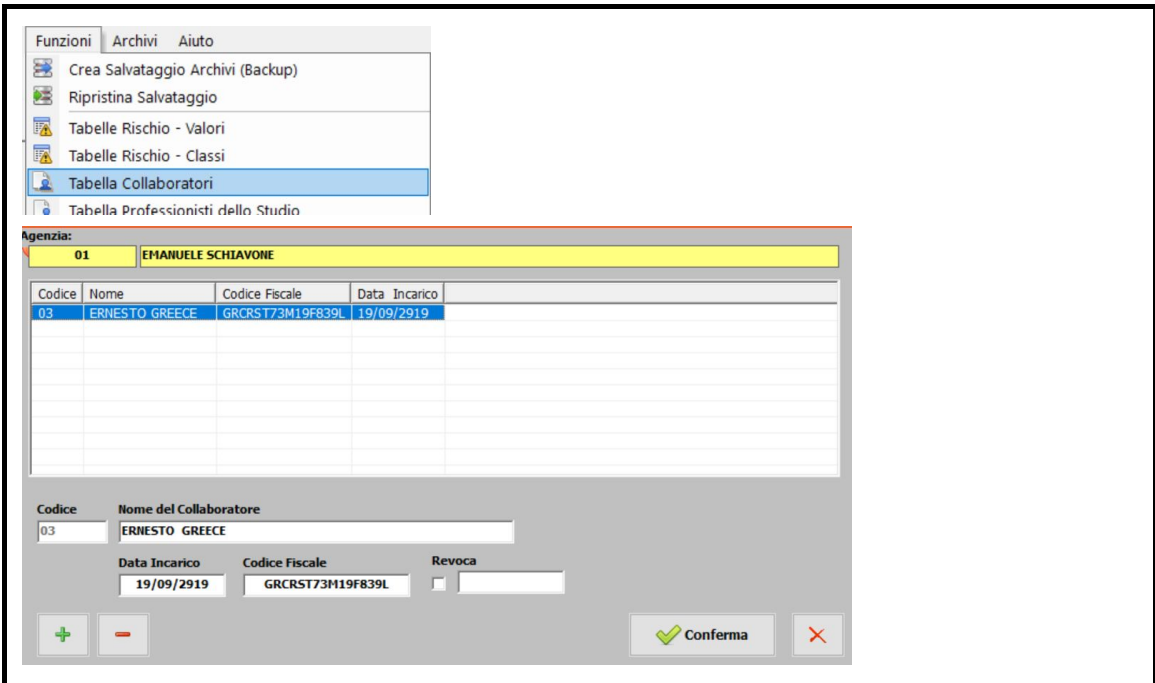 Funzioni Archivi Aiuto
Crea Salvataggio Archivi (Backup)
Ripristina Salvataggio
Tabelle Rischio - Valori
Tabelle Rischio - Classi
Tabella Collaboratori
Tabella Professionisti dello Studio
Agenzia:
01 EMANUELE SCHIAVONE
Codice Nome Codice Fiscale Data Incarico
03 ERNESTO GREECE GRCRST73M19F839L 19/09/2919
Codice Nome del Collaboratore
03 ERNESTO GREECE
Data Incarico Codice Fiscale Revoca
19/09/2919 GRCRST73M19F839L
Conferma